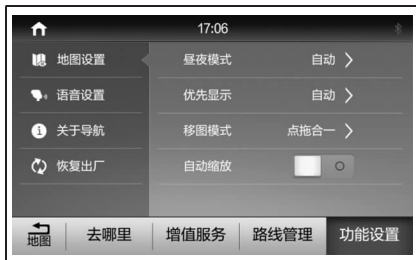 17:06
地图设置
昼夜模式 自动
语音设置
优先显示 自动
关于导航
移图模式 点拖合一
恢复出厂
自动缩放
地图 去哪里 增值服务 路线管理 功能设置